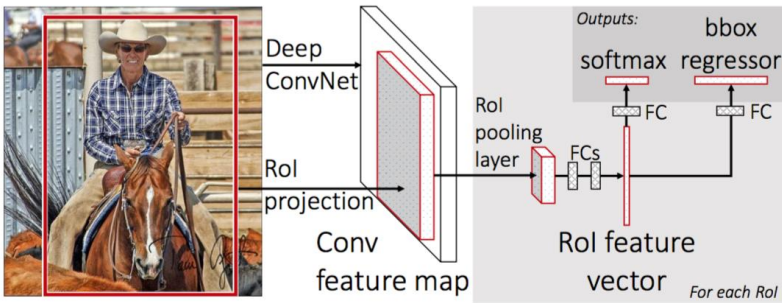 Deep
ConvNet
RoI
projection
Conv
feature map
RoI
pooling
layer
FCs
RoI feature
vector
Outputs:
softmax
bbox
regressor
FC
FC
For each RoI